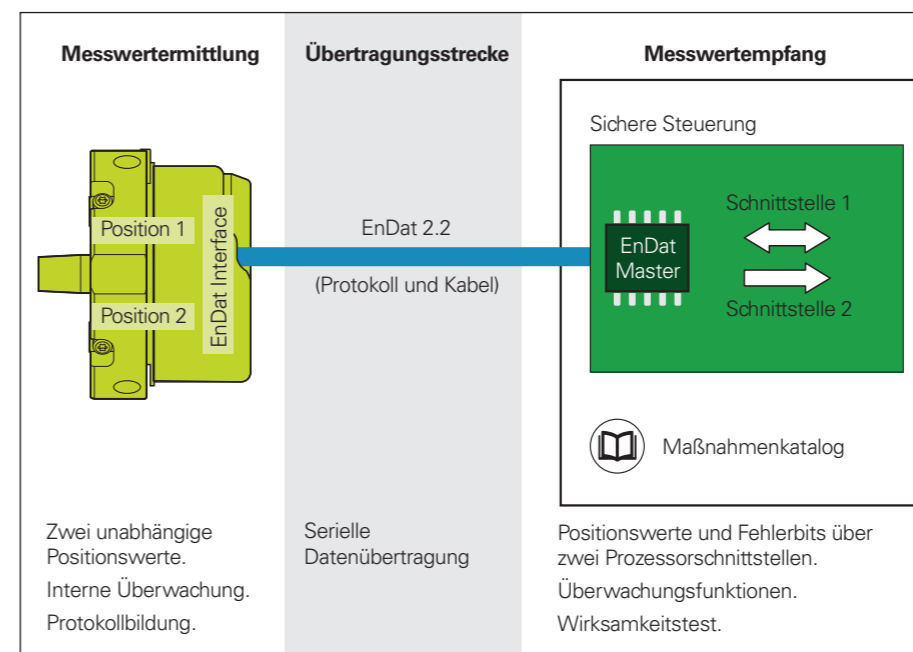 Messwertermittlung
Übertragungsstrecke
Messwertempfang
Sichere Steuerung
Position 1
Position 2
EnDat Interface
EnDat 2.2
(Protokoll und Kabel)
EnDat
Master
Schnittstelle 1
Schnittstelle 2
Maßnahmenkatalog
Zwei unabhängige
Positionswerte.
Interne Überwachung.
Protokollbildung.
Serielle
Datenübertragung
Positionswerte und Fehlerbits über
zwei Prozessorschnittstellen.
Überwachungsfunktionen.
Wirksamkeitstest.